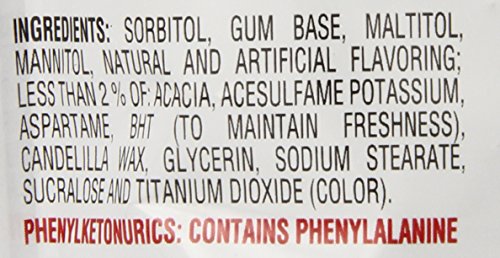 INGREDIENTS: SORBITOL, GUM BASE, MALTITOL,
MANNITOL, NATURAL AND ARTIFICIAL FLAVORING;
LESS THAN 2% OF: ACACIA, ACESULFAME POTASSIUM,
ASPARTAME, BHT (TO MAINTAIN FRESHNESS),
CANDELILLA WAX, GLYCERIN, SODIUM STEARATE,
SUCRALOSE AND TITANIUM DIOXIDE (COLOR).
PHENYLKETONURICS: CONTAINS PHENYLALANINE